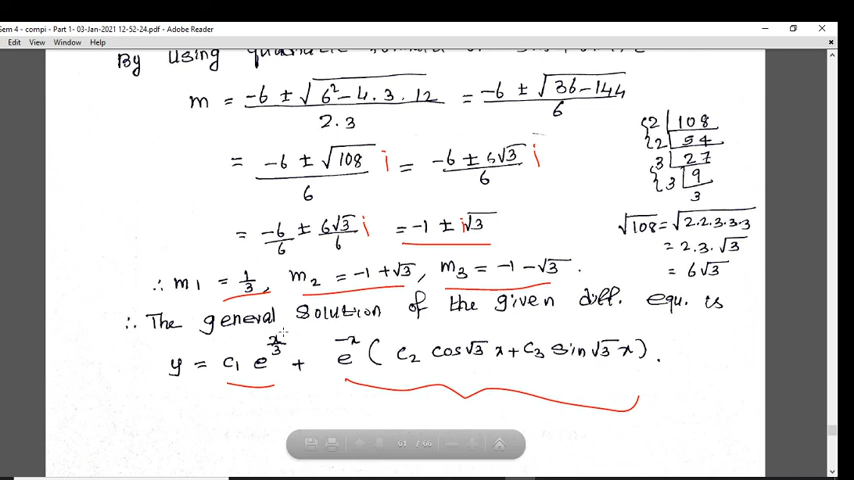 Sem 4 - compi - Part 1- 03-Jan-2021 12-52-24.pdf - Adobe Reader
Edit View Window Help
By using quadratic formula
m = -6 ± √6² - 4.3.12 / 2.3 = -6 ± √36 - 144 / 6
= -6 ± √108 i / 6 = -6 ± 6√3 i / 6
= -6/6 ± 6√3/6 i = -1 ± i√3
2 | 108
2 | 54
3 | 27
3 | 9
3
√108 = √2.2.3.3.3
= 2.3.√3
= 6√3
∴ m1 = 1/3, m2 = -1+√3, m3 = -1-√3.
∴ The general solution of the given diff. equ. is
y = c1 e^x/3 + e^-x ( c2 cos√3 x + c3 sin√3 x ).